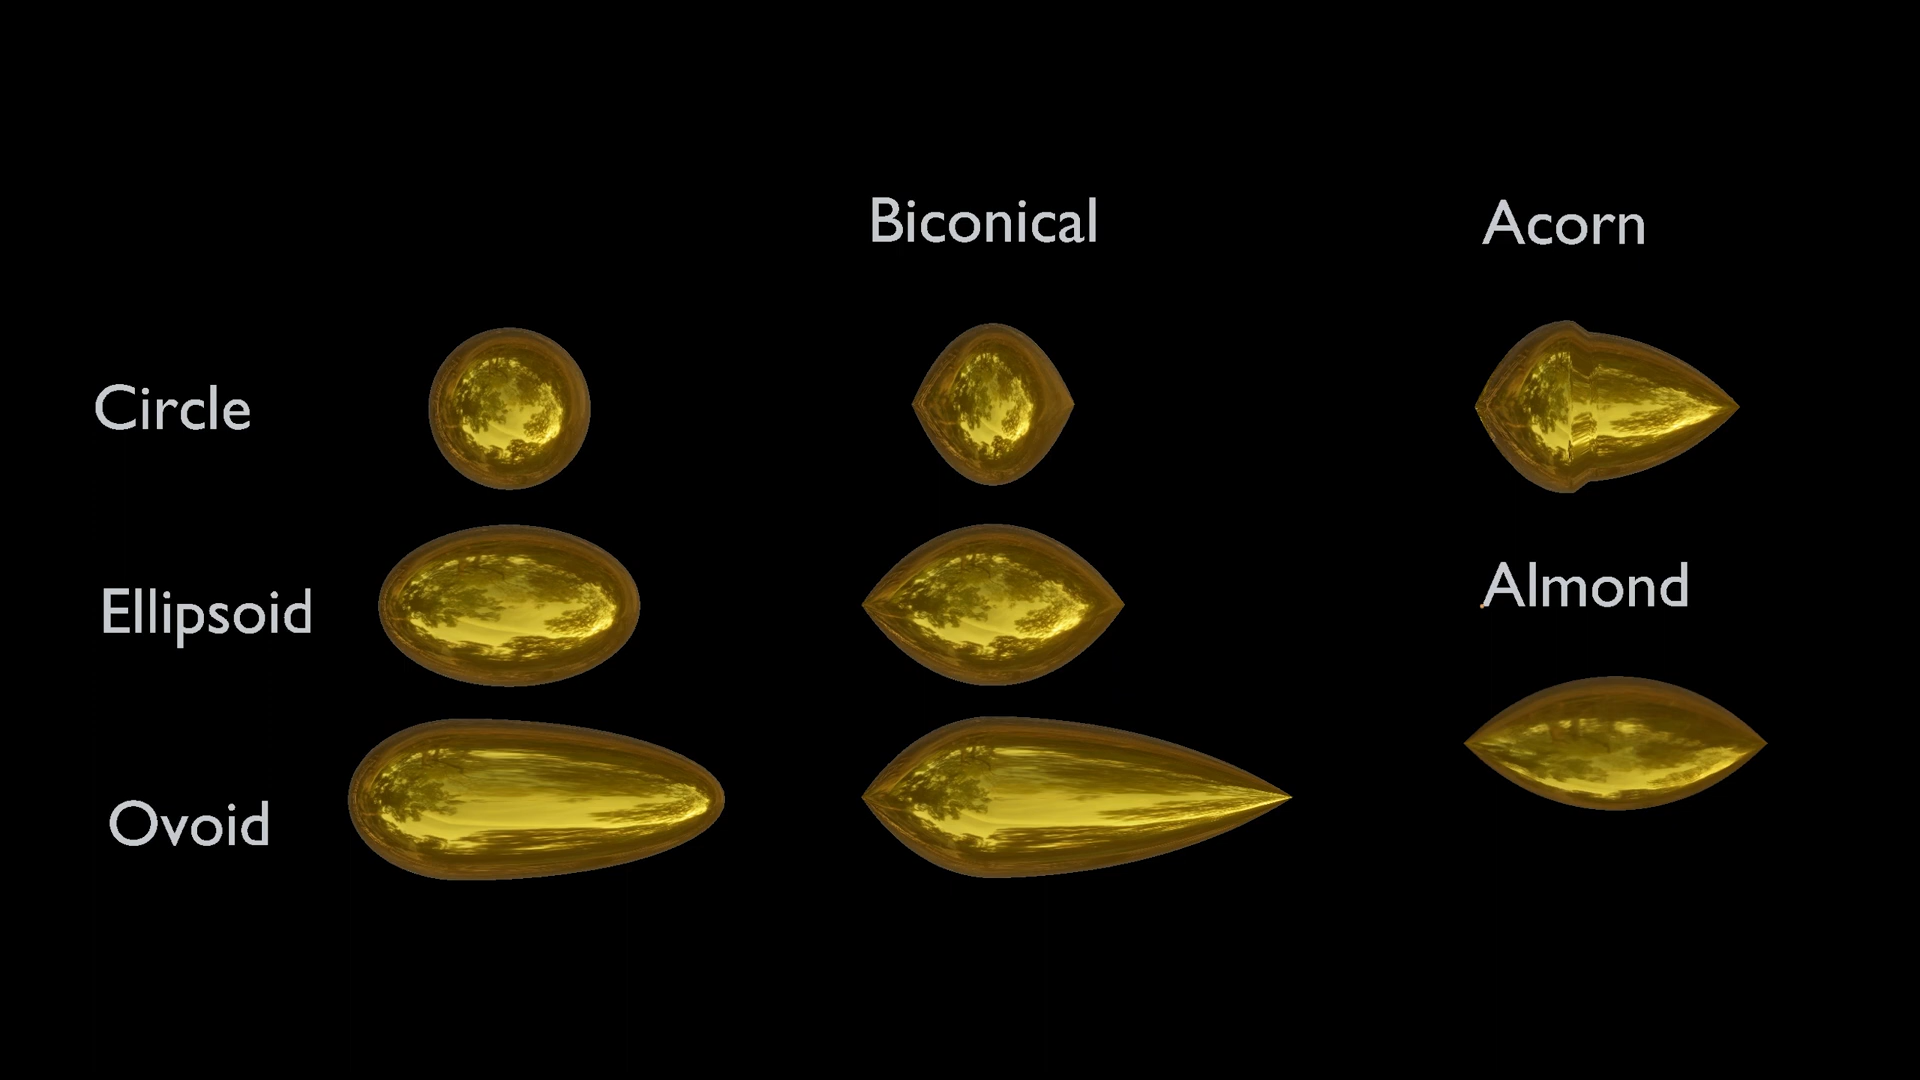 Biconical
Acorn
Circle
Ellipsoid
Almond
Ovoid